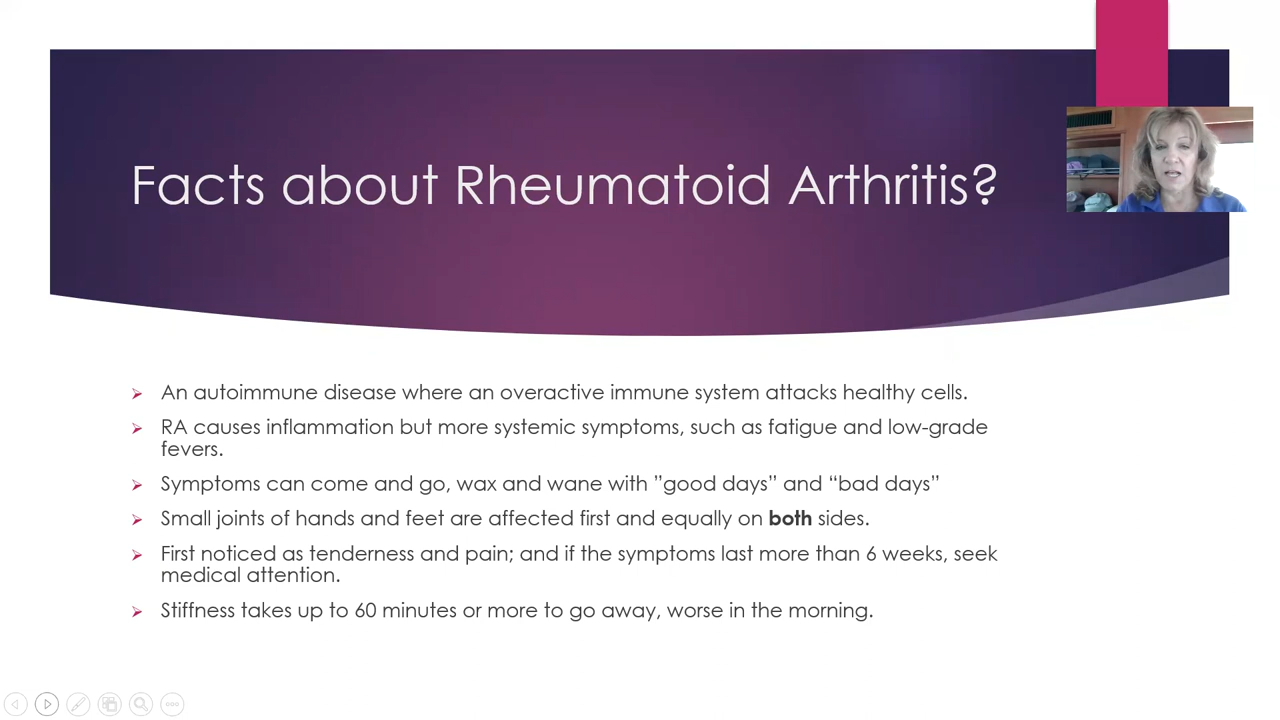 Facts about Rheumatoid Arthritis?
An autoimmune disease where an overactive immune system attacks healthy cells.
RA causes inflammation but more systemic symptoms, such as fatigue and low-grade
fevers.
Symptoms can come and go, wax and wane with ”good days” and “bad days”
Small joints of hands and feet are affected first and equally on both sides.
First noticed as tenderness and pain; and if the symptoms last more than 6 weeks, seek
medical attention.
Stiffness takes up to 60 minutes or more to go away, worse in the morning.